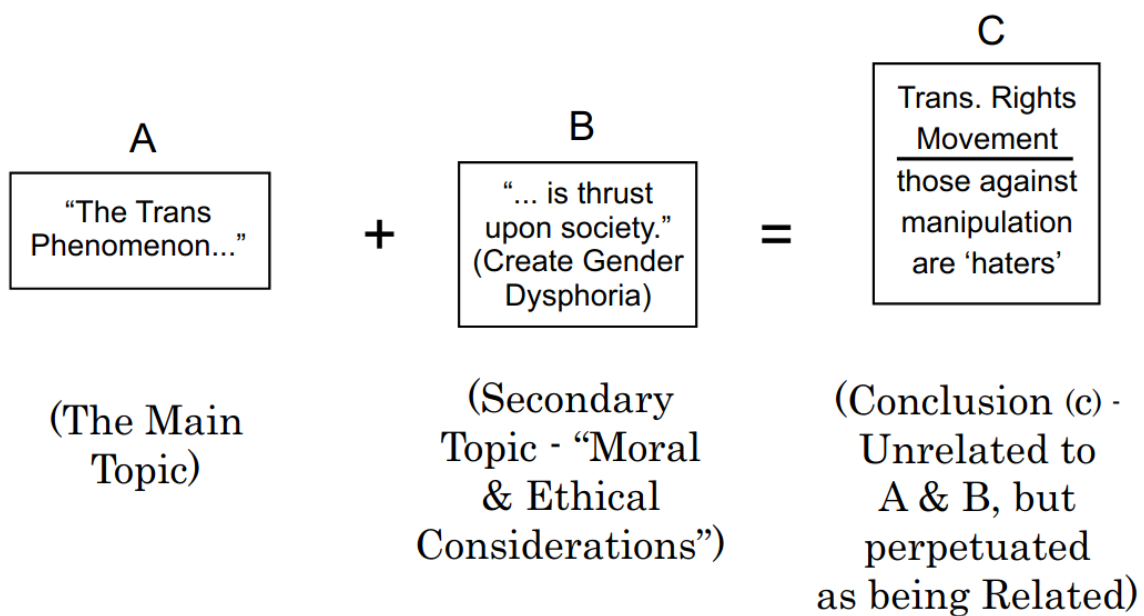 A
“The Trans
Phenomenon...”
(The Main
Topic)
+
B
“... is thrust
upon society.”
(Create Gender
Dysphoria)
(Secondary
Topic - “Moral
& Ethical
Considerations”)
=
C
Trans. Rights
Movement
those against
manipulation
are ‘haters’
(Conclusion (c) -
Unrelated to
A & B, but
perpetuated
as being Related)